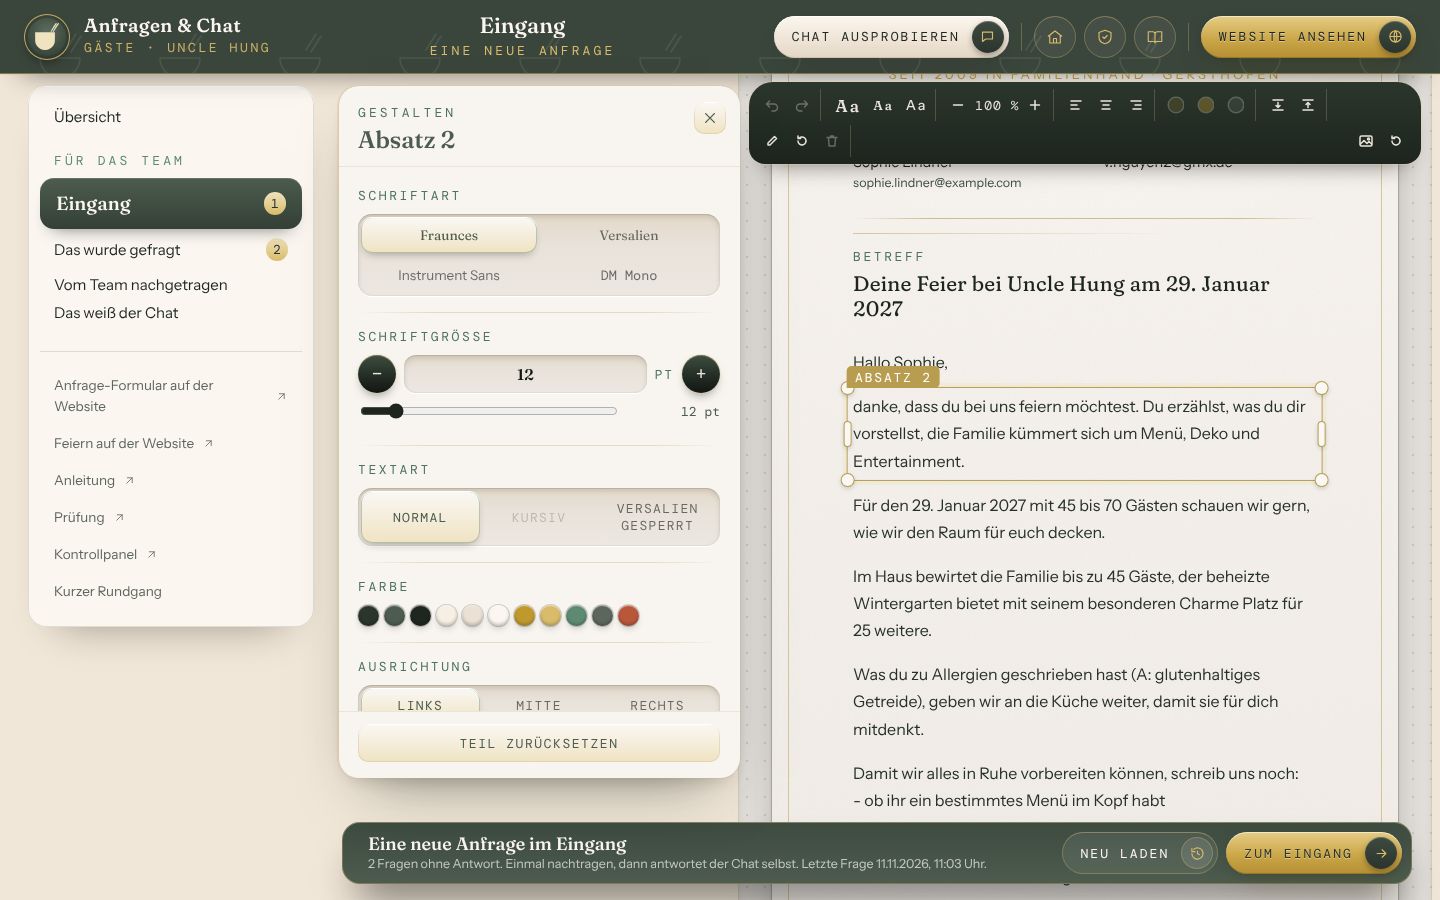 Anfragen & Chat
GÄSTE · UNCLE HUNG
Eingang
EINE NEUE ANFRAGE
CHAT AUSPROBIEREN
WEBSITE ANSEHEN
Übersicht
FÜR DAS TEAM
Eingang 1
Das wurde gefragt 2
Vom Team nachgetragen
Das weiß der Chat
Anfrage-Formular auf der
Website
Feiern auf der Website
Anleitung
Prüfung
Kontrollpanel
Kurzer Rundgang
GESTALTEN
Absatz 2
SCHRIFTART
Fraunces Versalien
Instrument Sans DM Mono
SCHRIFTGRÖSSE
− 12 PT +
12 pt
TEXTART
NORMAL KURSIV VERSALIEN
GESPERRT
FARBE
AUSRICHTUNG
LINKS MITTE RECHTS
TEIL ZURÜCKSETZEN
SEIT 2009 IN FAMILIENHAND · GERSTHOFEN
Aa Aa Aa − 100 % +
Sophie Lindner
v.nguyen2@gmx.de
sophie.lindner@example.com
BETREFF
Deine Feier bei Uncle Hung am 29. Januar
2027
Hallo Sophie,
ABSATZ 2
danke, dass du bei uns feiern möchtest. Du erzählst, was du dir
vorstellst, die Familie kümmert sich um Menü, Deko und
Entertainment.
Für den 29. Januar 2027 mit 45 bis 70 Gästen schauen wir gern,
wie wir den Raum für euch decken.
Im Haus bewirtet die Familie bis zu 45 Gäste, der beheizte
Wintergarten bietet mit seinem besonderen Charme Platz für
25 weitere.
Was du zu Allergien geschrieben hast (A: glutenhaltiges
Getreide), geben wir an die Küche weiter, damit sie für dich
mitdenkt.
Damit wir alles in Ruhe vorbereiten können, schreib uns noch:
- ob ihr ein bestimmtes Menü im Kopf habt
Eine neue Anfrage im Eingang
2 Fragen ohne Antwort. Einmal nachtragen, dann antwortet der Chat selbst. Letzte Frage 11.11.2026, 11:03 Uhr.
NEU LADEN
ZUM EINGANG